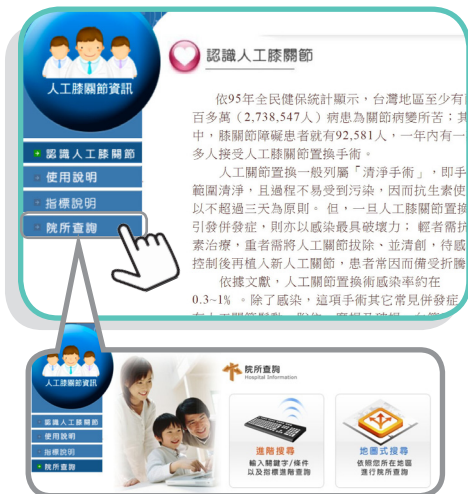 人工膝關節資訊
認識人工膝關節
使用說明
指標說明
院所查詢
認識人工膝關節
依95年全民健保統計顯示，台灣地區至少有
百多萬（2,738,547人）病患為關節病變所苦；其
中，膝關節障礙患者就有92,581人，一年內有一
多人接受人工膝關節置換手術。
人工關節置換一般列屬「清淨手術」，即手
範圍清淨，且過程不易受到污染，因而抗生素使
以不超過三天為原則。但，一旦人工膝關節置換
引發併發症，則亦以感染最具破壞力；輕者需抗
素治療，重者需將人工關節拔除、並清創，待感
控制後再植入新人工關節，患者常因而備受折騰
依據文獻，人工關節置換術感染率約在
0.3~1% 。除了感染，這項手術其它常見併發症
人工膝關節資訊
認識人工膝關節
使用說明
指標說明
院所查詢
院所查詢
Hospital Information
進階搜尋
輸入關鍵字/條件
以及指標進階查詢
地圖式搜尋
依照您所在地區
進行院所查詢